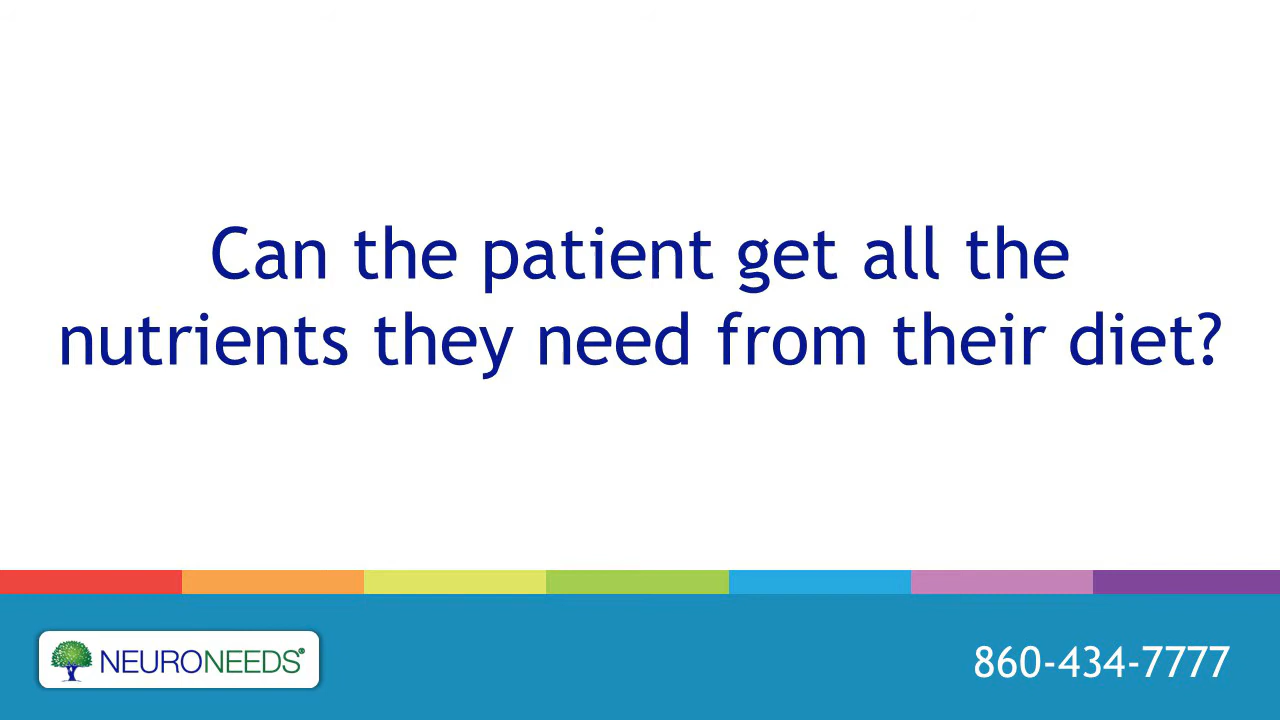 Can the patient get all the
nutrients they need from their diet?
NEURONEEDS®
860-434-7777